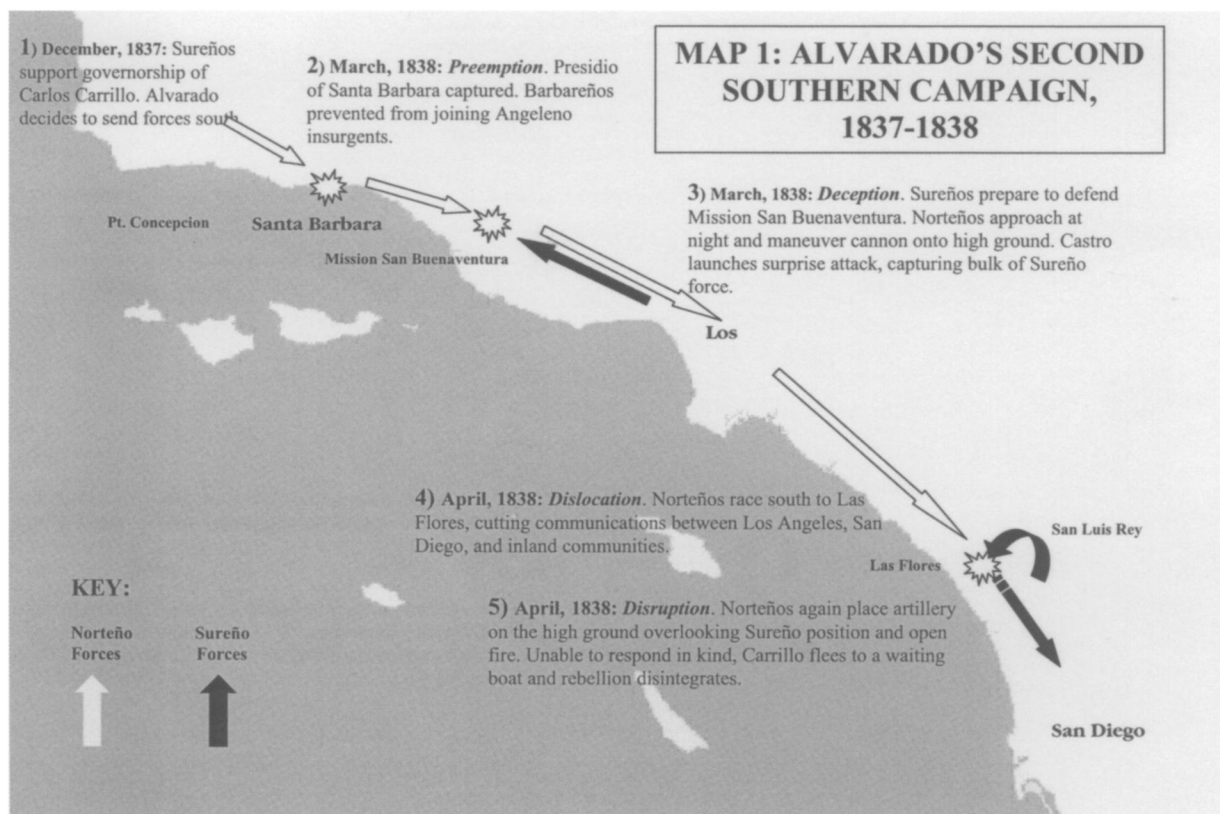 1) December, 1837: Sureños
support governorship of
Carlos Carrillo. Alvarado
decides to send forces south.
2) March, 1838: Preemption. Presidio
of Santa Barbara captured. Barbareños
prevented from joining Angeleno
insurgents.
MAP 1: ALVARADO'S SECOND
SOUTHERN CAMPAIGN,
1837-1838
3) March, 1838: Deception. Sureños prepare to defend
Mission San Buenaventura. Norteños approach at
night and maneuver cannon onto high ground. Castro
launches surprise attack, capturing bulk of Sureño
force.
Pt. Concepcion
Santa Barbara
Mission San Buenaventura
Los
4) April, 1838: Dislocation. Norteños race south to Las
Flores, cutting communications between Los Angeles, San
Diego, and inland communities.
San Luis Rey
Las Flores
5) April, 1838: Disruption. Norteños again place artillery
on the high ground overlooking Sureño position and open
fire. Unable to respond in kind, Carrillo flees to a waiting
boat and rebellion disintegrates.
KEY:
Norteño
Forces
Sureño
Forces
San Diego